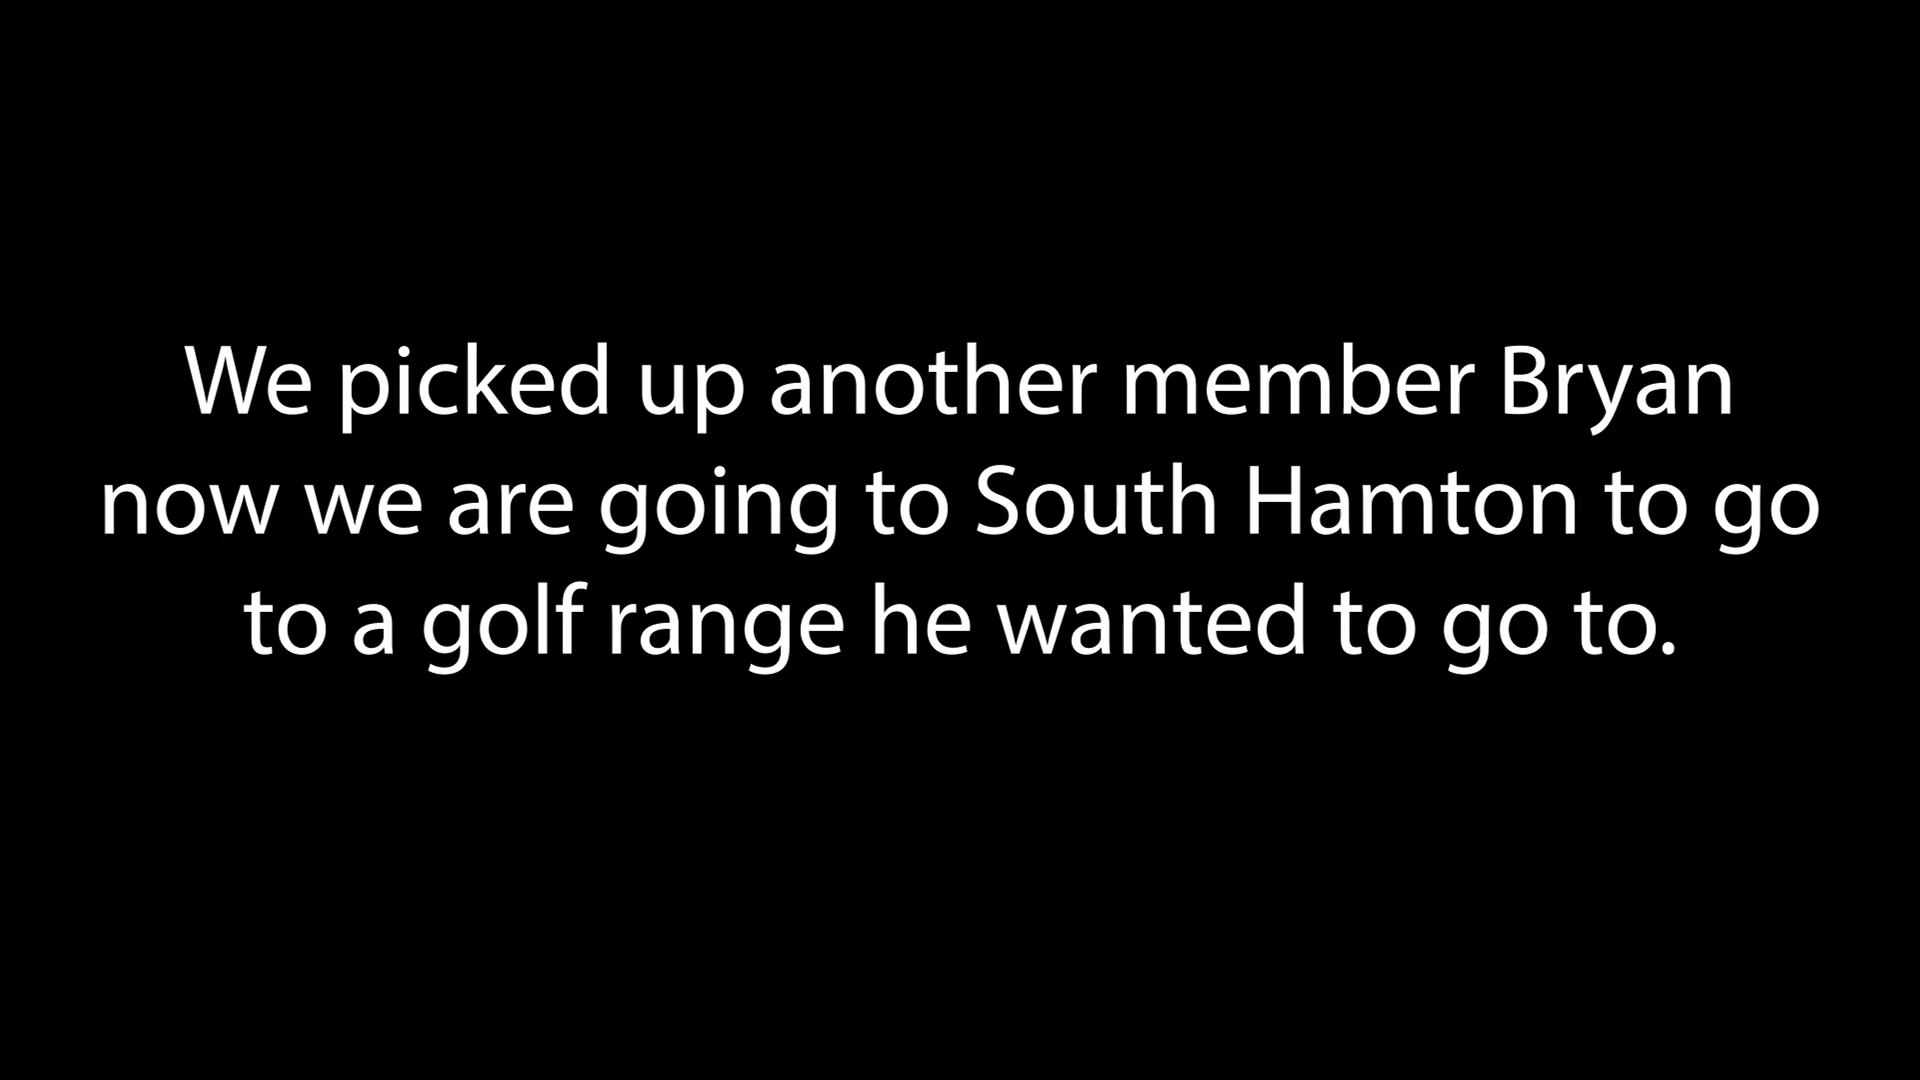 We picked up another member Bryan
now we are going to South Hamton to go
to a golf range he wanted to go to.